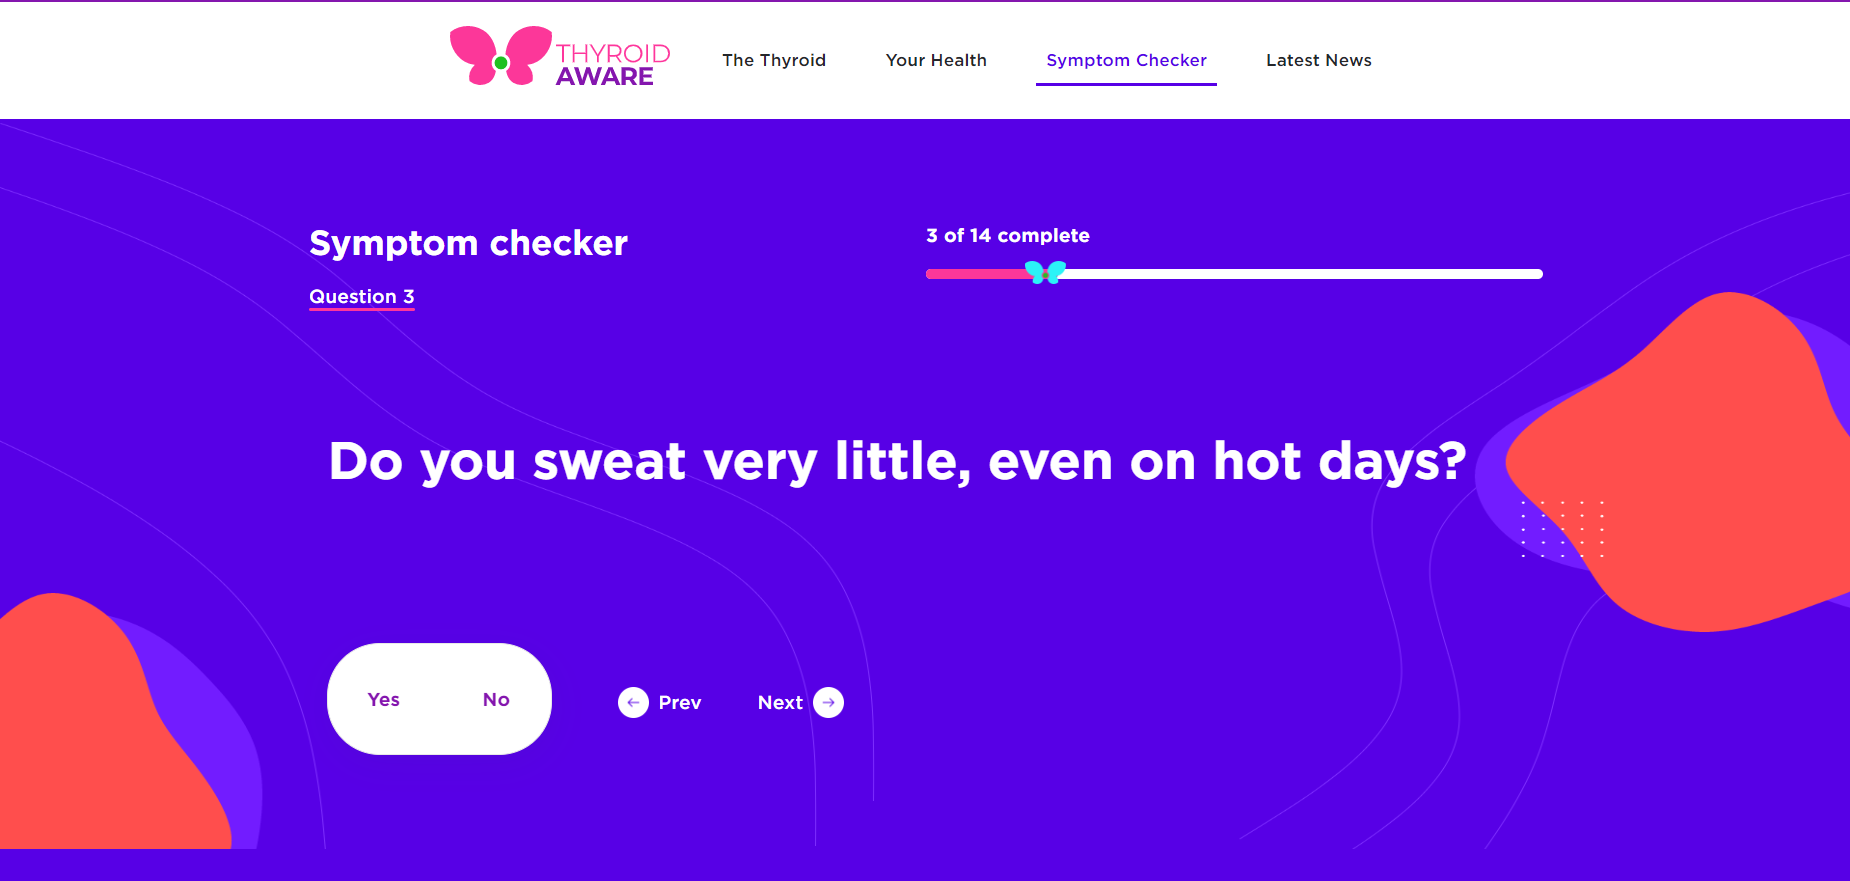 THYROID
AWARE
The Thyroid
Your Health
Symptom Checker
Latest News
Symptom checker
3 of 14 complete
Question 3
Do you sweat very little, even on hot days?
Yes
No
Prev
Next